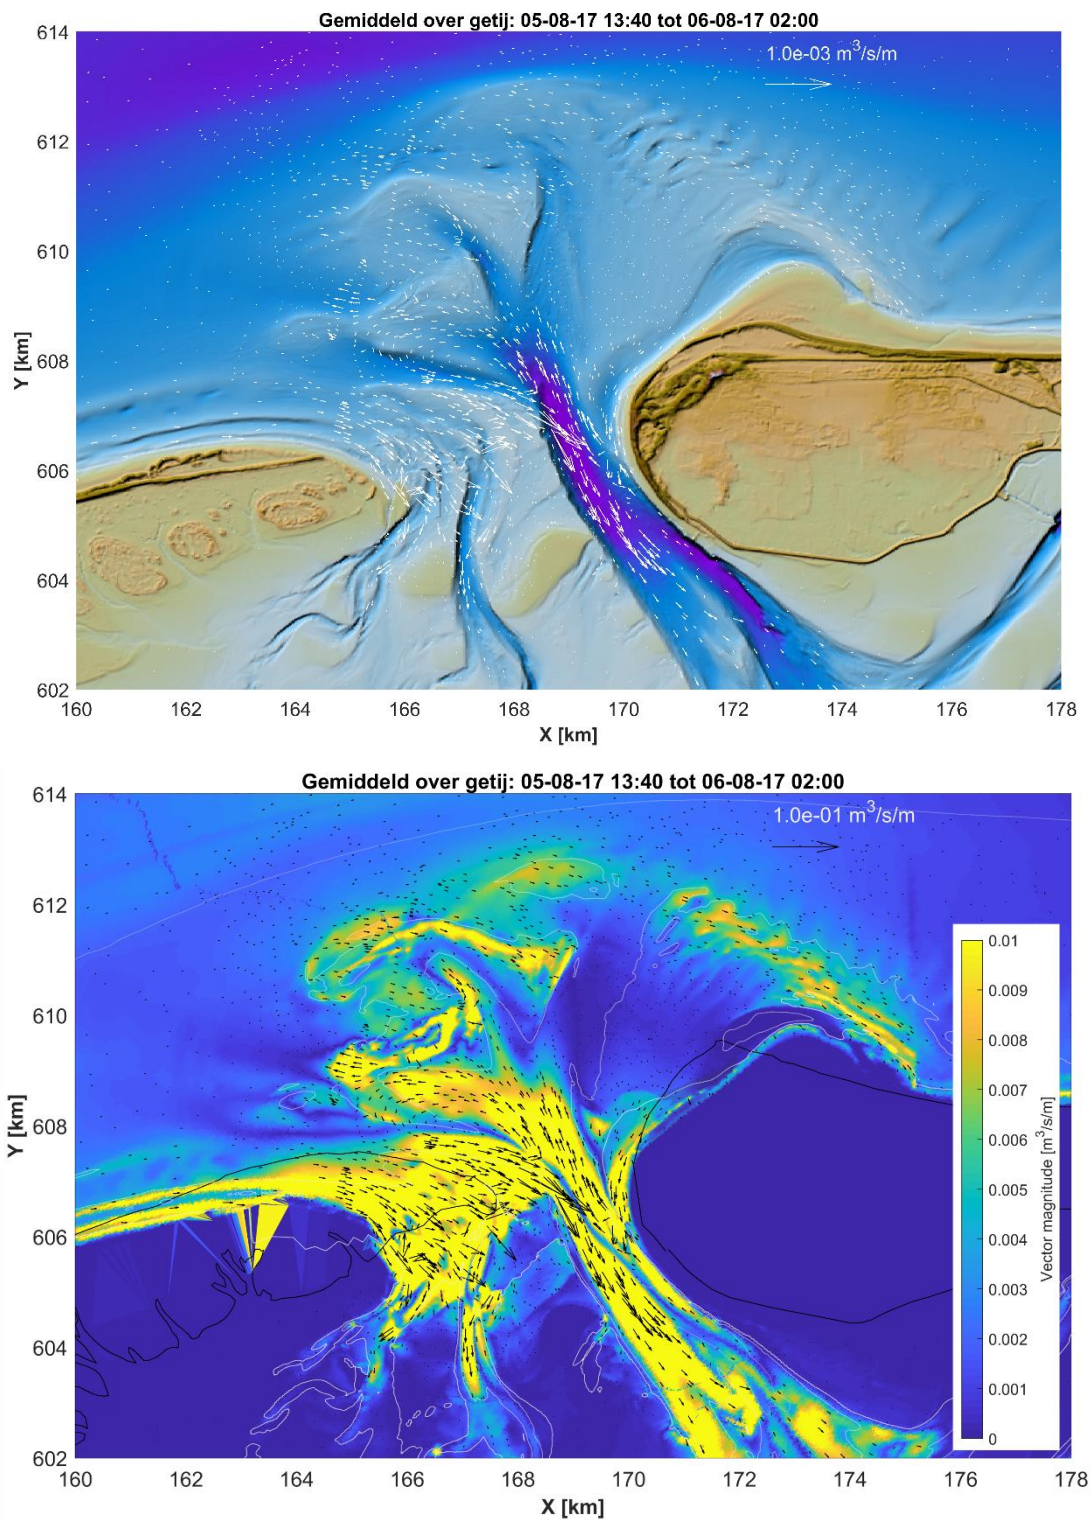 Gemiddeld over getij: 05-08-17 13:40 tot 06-08-17 02:00
1.0e-03 m³/s/m
614
612
610
608
606
604
602
Y [km]
160 162 164 166 168 170 172 174 176 178
X [km]
Gemiddeld over getij: 05-08-17 13:40 tot 06-08-17 02:00
1.0e-01 m³/s/m
614
612
610
608
606
604
602
Y [km]
0.01
0.009
0.008
0.007
0.006
0.005
0.004
0.003
0.002
0.001
0
Vector magnitude [m³/s/m]
160 162 164 166 168 170 172 174 176 178
X [km]